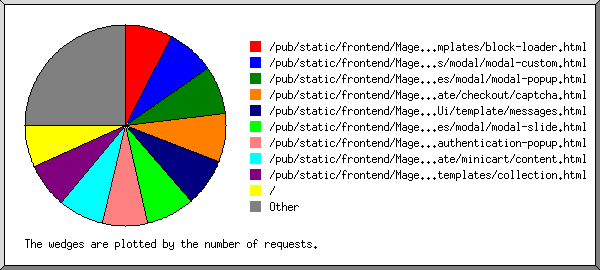 /pub/static/frontend/Mage...mplates/block-loader.html
/pub/static/frontend/Mage...s/modal/modal-custom.html
/pub/static/frontend/Mage...es/modal/modal-popup.html
/pub/static/frontend/Mage...ate/checkout/captcha.html
/pub/static/frontend/Mage...Ui/template/messages.html
/pub/static/frontend/Mage...es/modal/modal-slide.html
/pub/static/frontend/Mage...authentication-popup.html
/pub/static/frontend/Mage...ate/minicart/content.html
/pub/static/frontend/Mage...templates/collection.html
/
Other
The wedges are plotted by the number of requests.